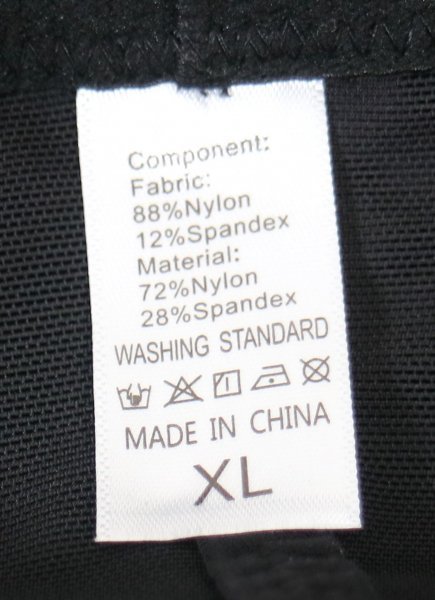 Component:
Fabric:
88%Nylon
12%Spandex
Material:
72%Nylon
28%Spandex
WASHING STANDARD
MADE IN CHINA
XL